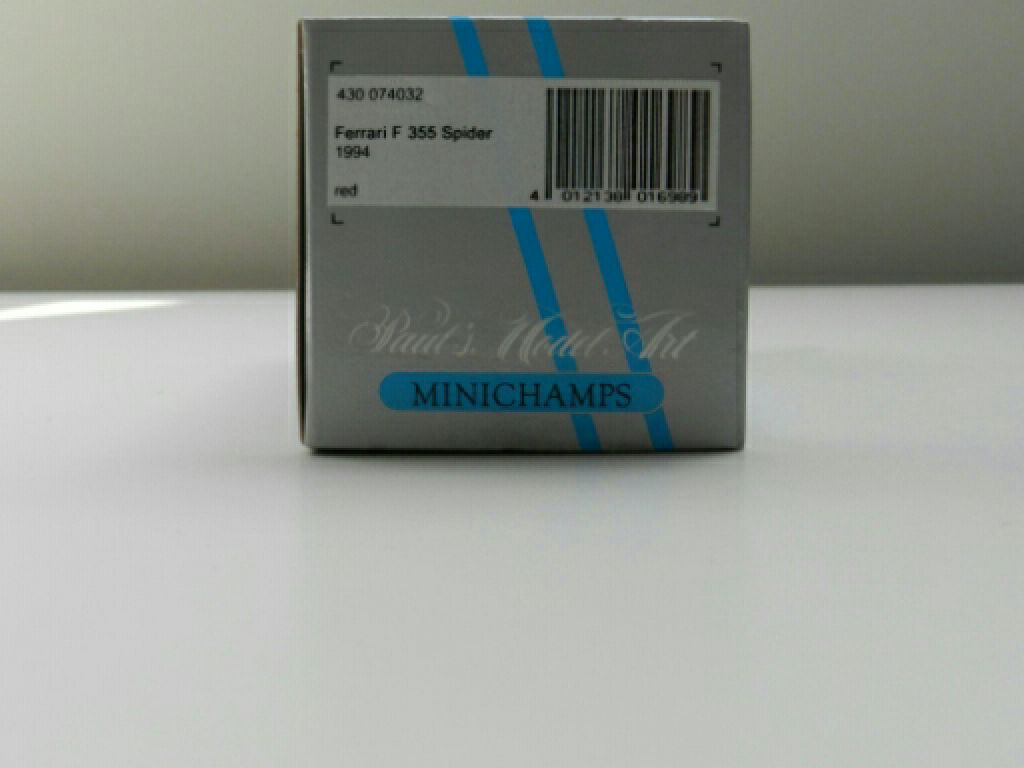 430 074032
Ferrari F 355 Spider
1994
red
4 012138 016989
Paul's Model Art
MINICHAMPS